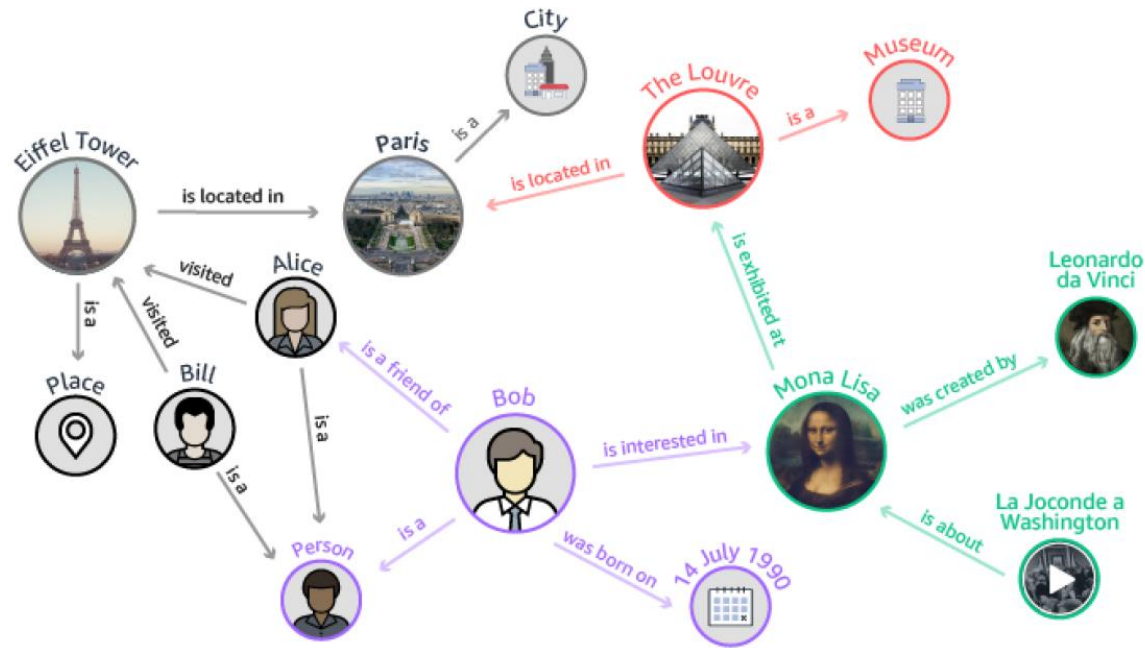 City
Museum
The Louvre
is a
is a
Eiffel Tower
Paris
is located in
is located in
visited
Alice
is exhibited at
Leonardo
da Vinci
is a
visited
Place
Bill
is a friend of
Bob
Mona Lisa
was created by
is a
is interested in
is a
La Joconde a
Washington
is about
Person
is a
was born on
14 July 1990